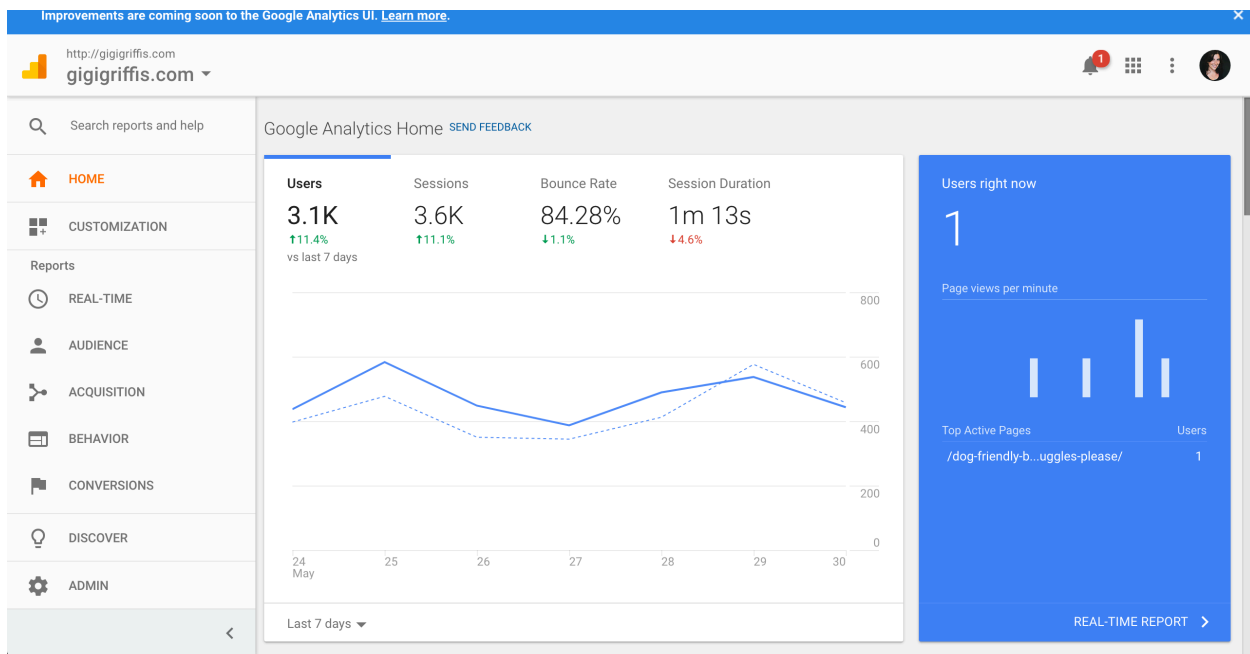 Improvements are coming soon to the Google Analytics UI. Learn more.
http://gigigriffis.com
gigigriffis.com
1
Search reports and help
HOME
CUSTOMIZATION
Reports
REAL-TIME
AUDIENCE
ACQUISITION
BEHAVIOR
CONVERSIONS
DISCOVER
ADMIN
Google Analytics Home SEND FEEDBACK
Users Sessions Bounce Rate Session Duration
3.1K 3.6K 84.28% 1m 13s
↑11.4% ↑11.1% ↓1.1% ↓4.6%
vs last 7 days
800
600
400
200
0
24 25 26 27 28 29 30
May
Last 7 days
Users right now
1
Page views per minute
Top Active Pages Users
/dog-friendly-b...uggles-please/ 1
REAL-TIME REPORT